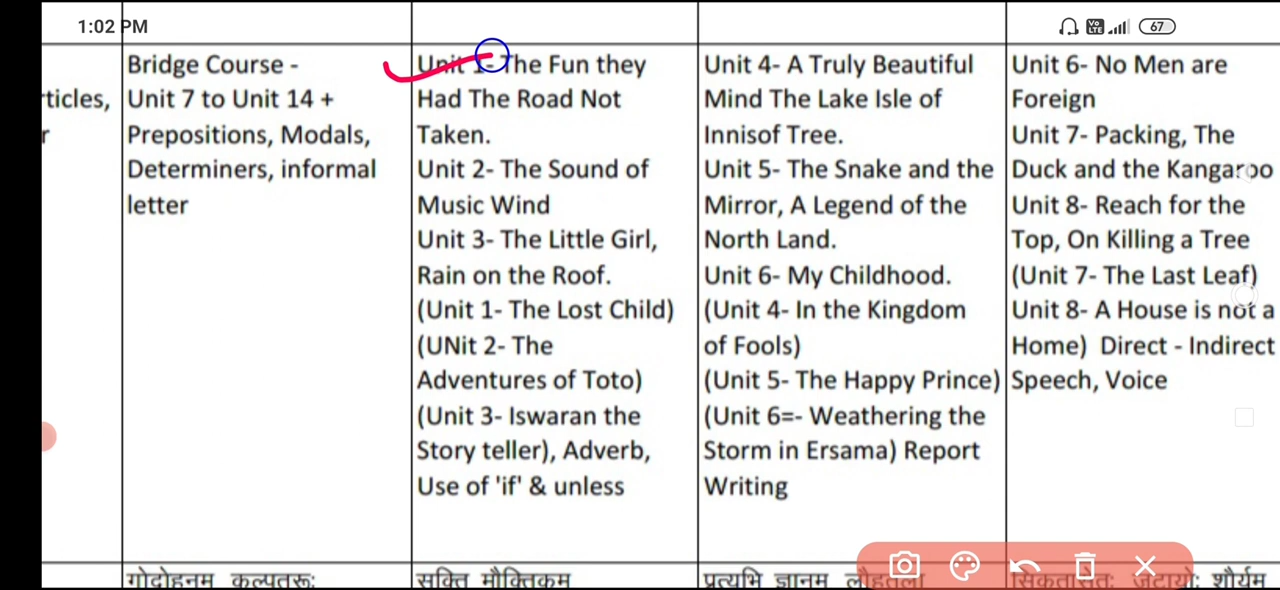 1:02 PM
67
ticles,
r
Bridge Course -
Unit 7 to Unit 14 +
Prepositions, Modals,
Determiners, informal
letter
Unit 1- The Fun they
Had The Road Not
Taken.
Unit 2- The Sound of
Music Wind
Unit 3- The Little Girl,
Rain on the Roof.
(Unit 1- The Lost Child)
(UNit 2- The
Adventures of Toto)
(Unit 3- Iswaran the
Story teller), Adverb,
Use of 'if' & unless
Unit 4- A Truly Beautiful
Mind The Lake Isle of
Innisof Tree.
Unit 5- The Snake and the
Mirror, A Legend of the
North Land.
Unit 6- My Childhood.
(Unit 4- In the Kingdom
of Fools)
(Unit 5- The Happy Prince)
(Unit 6=- Weathering the
Storm in Ersama) Report
Writing
Unit 6- No Men are
Foreign
Unit 7- Packing, The
Duck and the Kangaroo
Unit 8- Reach for the
Top, On Killing a Tree
(Unit 7- The Last Leaf)
Unit 8- A House is not a
Home) Direct - Indirect
Speech, Voice
गोदोहनम कल्पतरू:
सूक्ति मौक्तिकम
प्रत्यभि ज्ञानम लौहतुला
सिकतासेतु: जटायो: शौर्यम